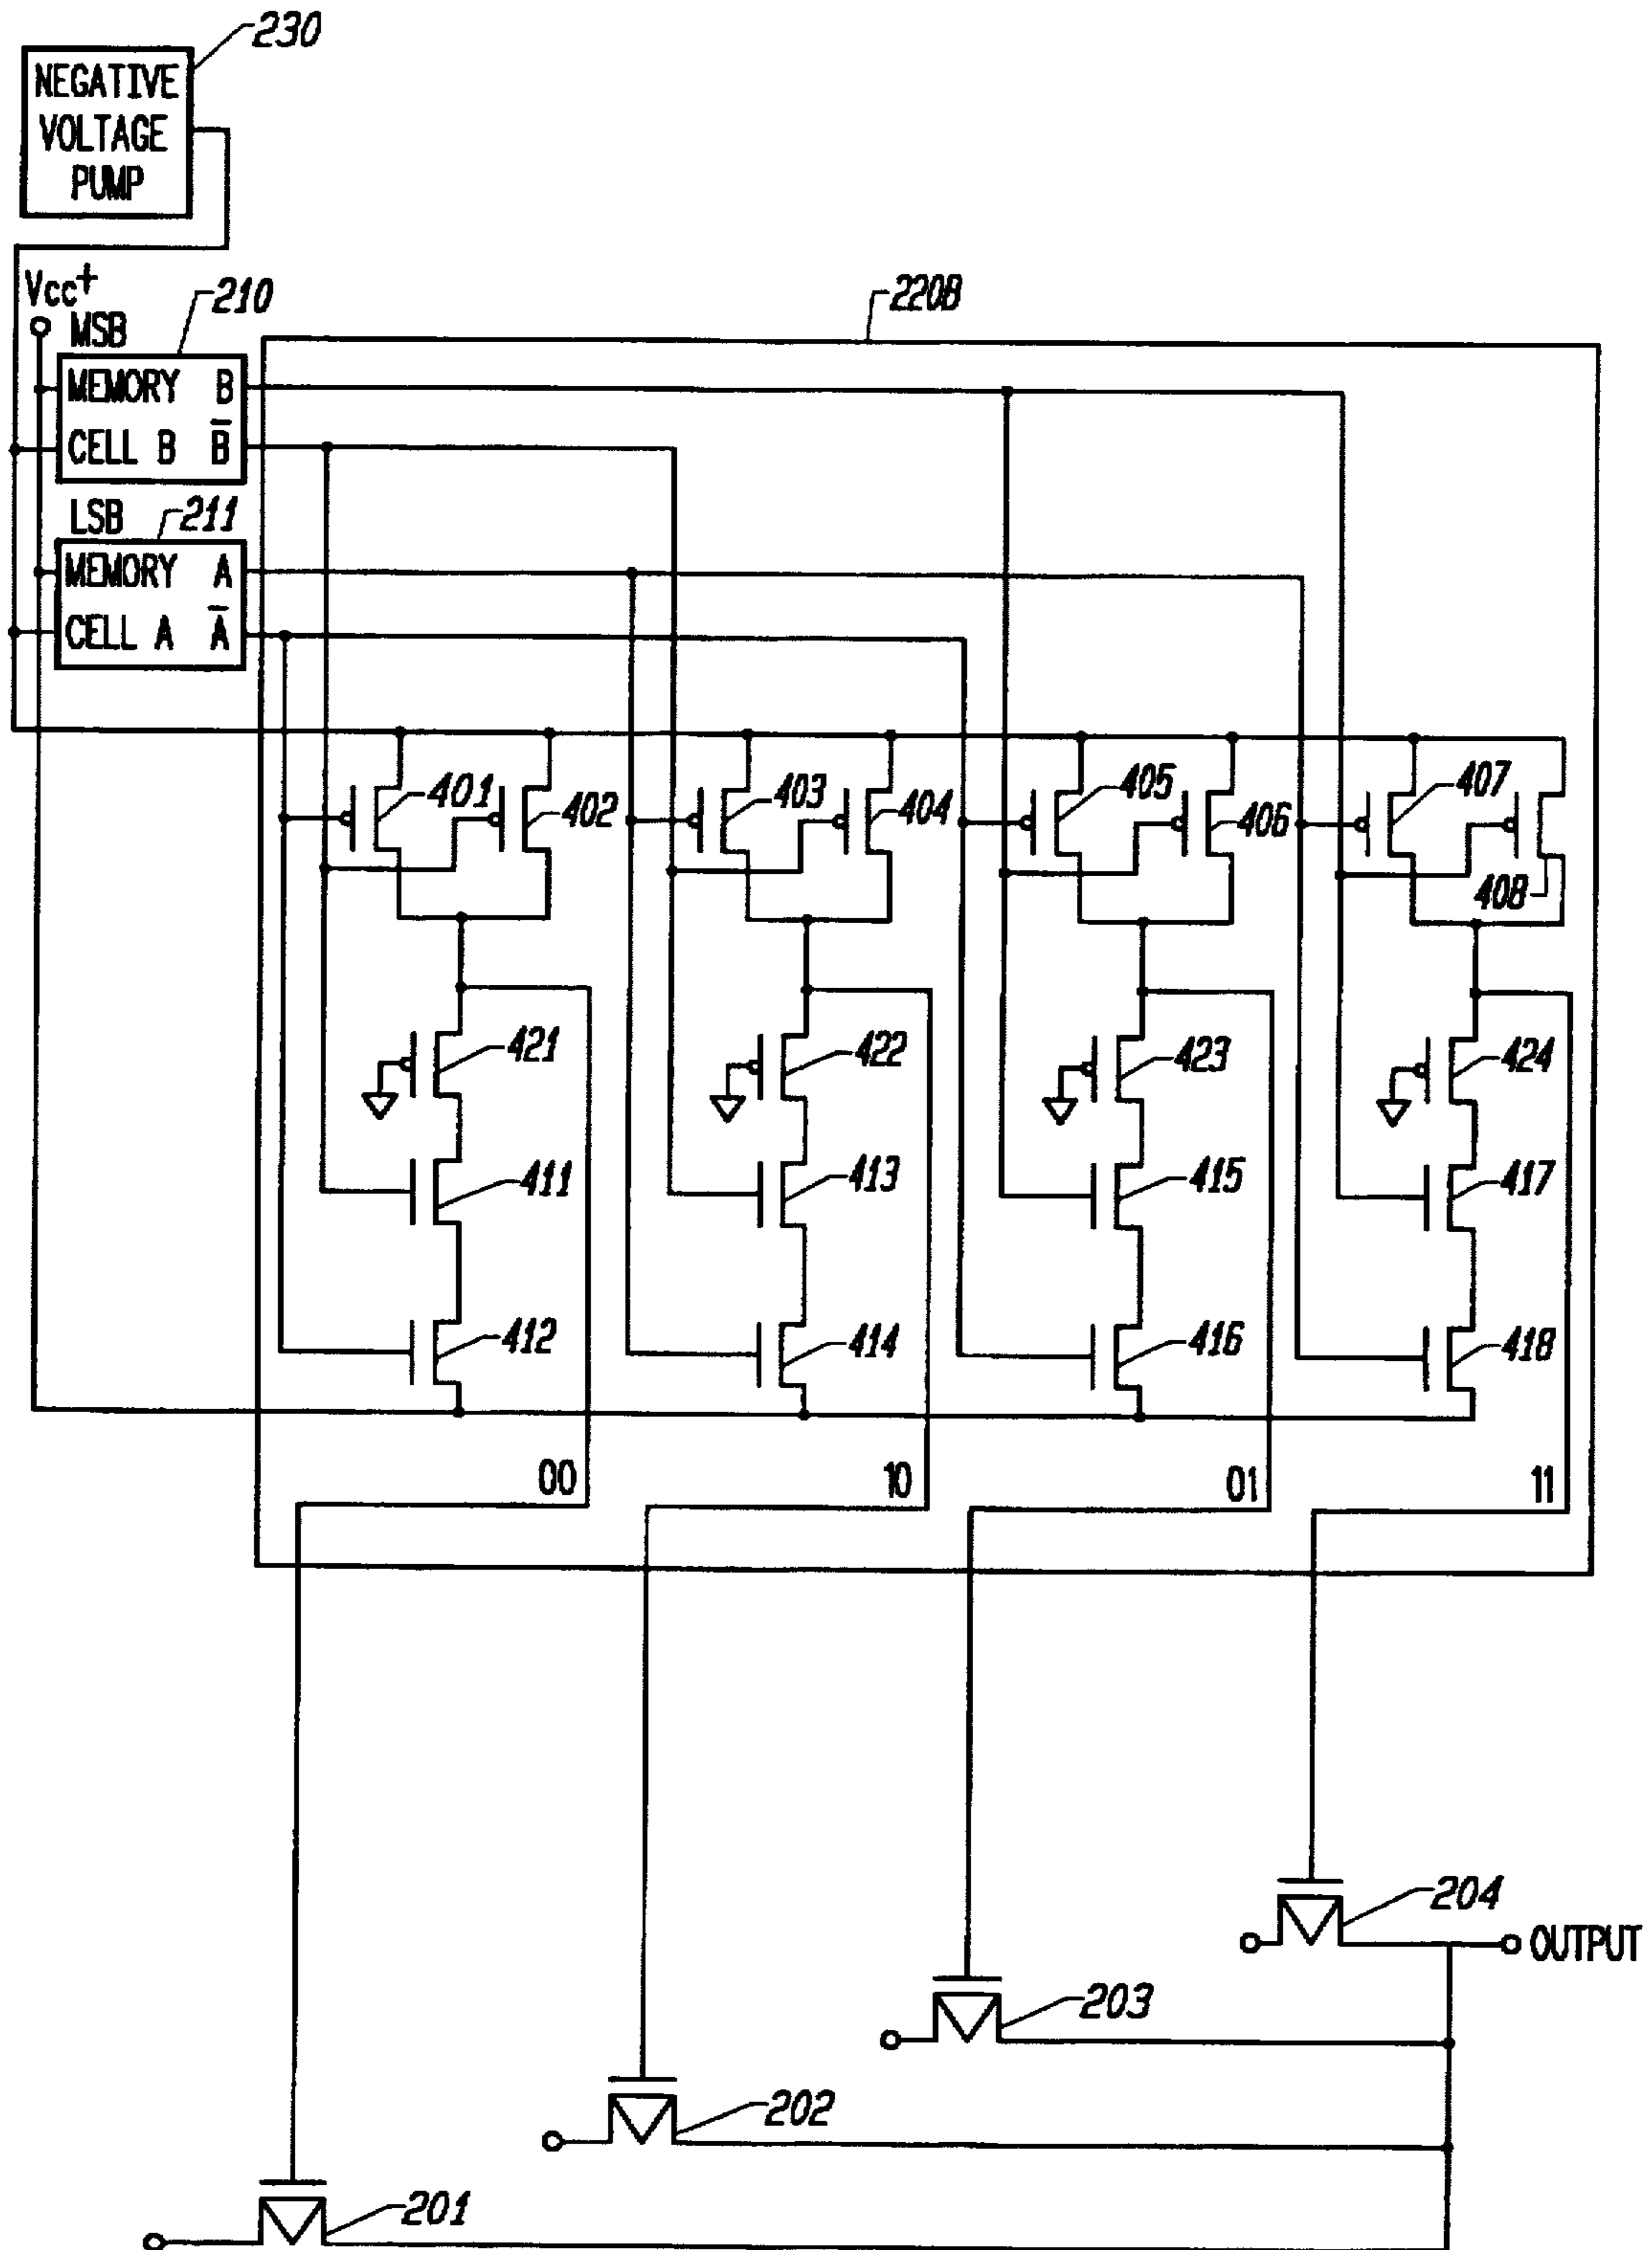 230
NEGATIVE
VOLTAGE
PUMP
Vcc+
MSB
210
220B
MEMORY B
CELL B B̅
LSB
211
MEMORY A
CELL A A̅
401
402
403
404
405
406
407
408
421
422
423
424
411
413
415
417
412
414
416
418
00
10
01
11
204
OUTPUT
203
202
201